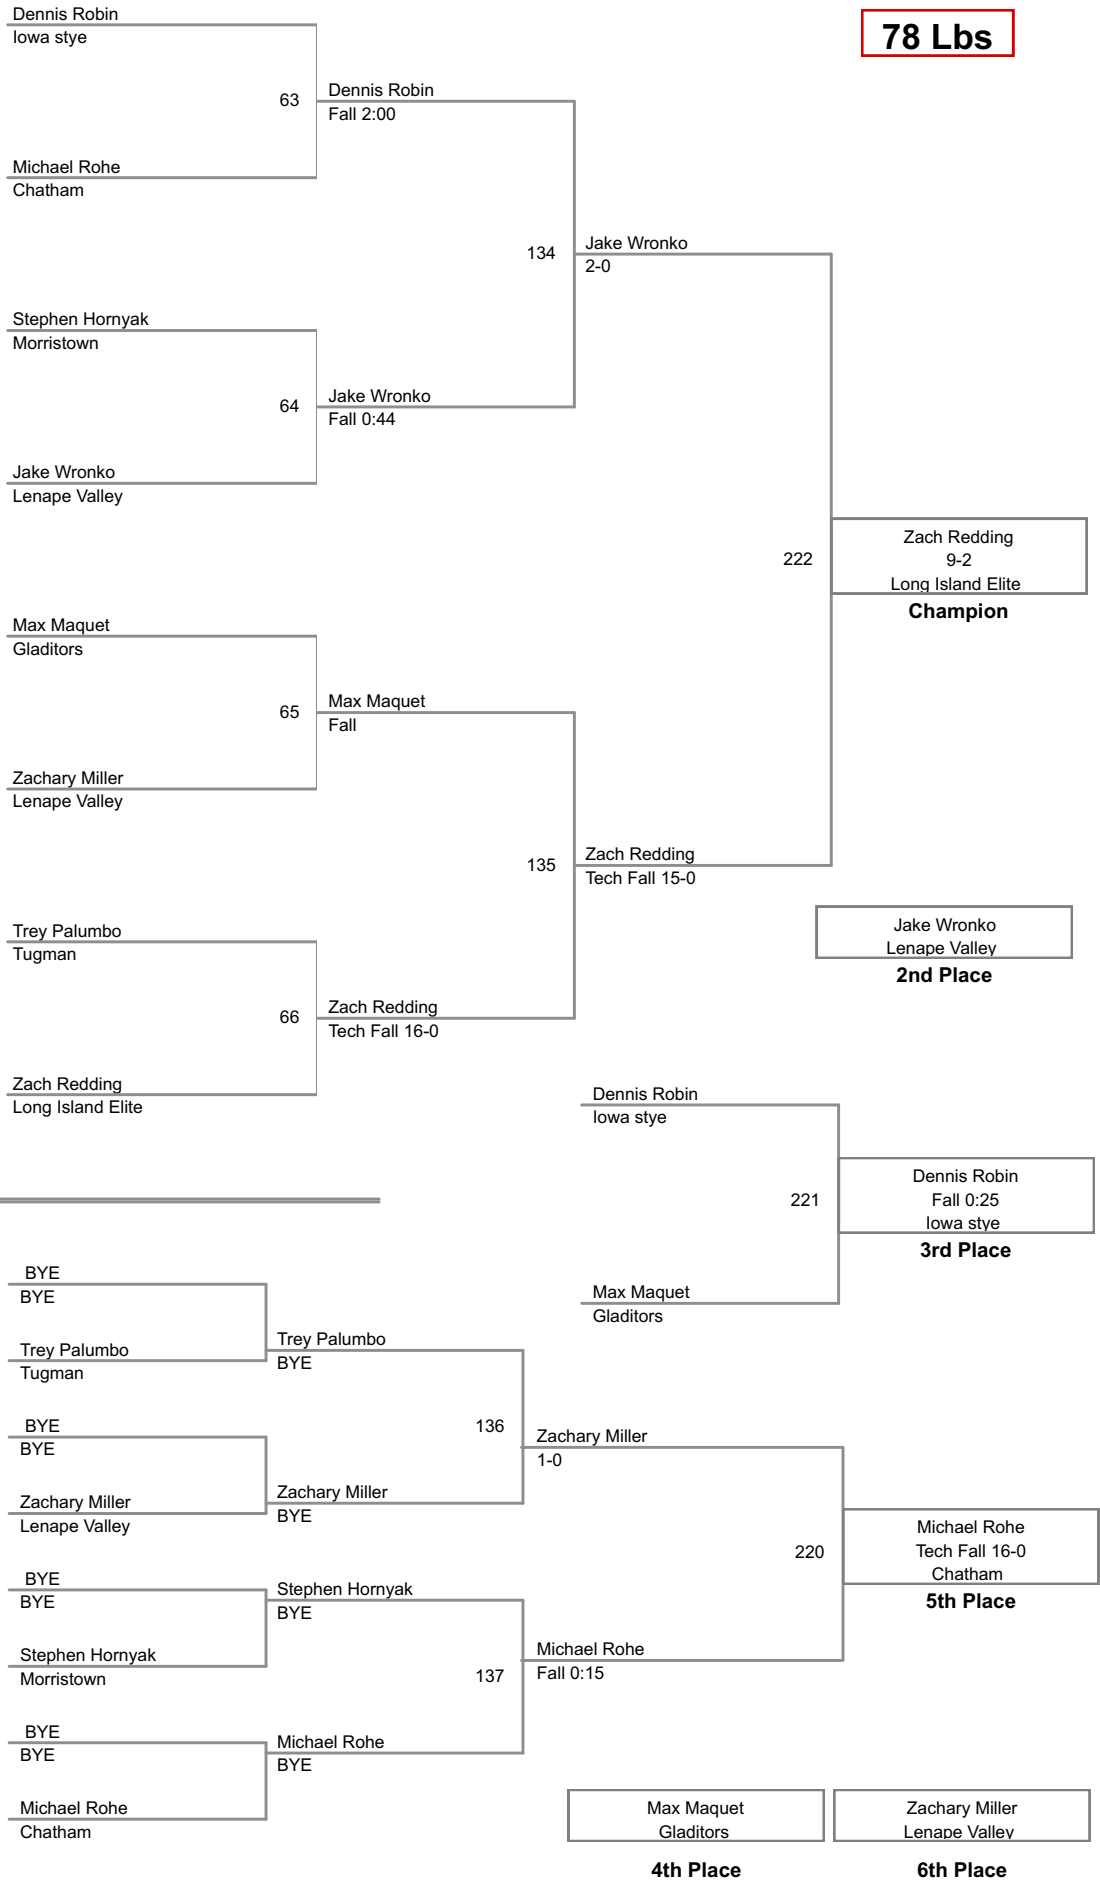 Dennis Robin
Iowa stye
78 Lbs
63
Dennis Robin
Fall 2:00
Michael Rohe
Chatham
134
Jake Wronko
2-0
Stephen Hornyak
Morristown
64
Jake Wronko
Fall 0:44
Jake Wronko
Lenape Valley
222
Zach Redding
9-2
Long Island Elite
Champion
Max Maquet
Gladitors
65
Max Maquet
Fall
Zachary Miller
Lenape Valley
135
Zach Redding
Tech Fall 15-0
Trey Palumbo
Tugman
Jake Wronko
Lenape Valley
2nd Place
66
Zach Redding
Tech Fall 16-0
Zach Redding
Long Island Elite
Dennis Robin
Iowa stye
221
Dennis Robin
Fall 0:25
Iowa stye
3rd Place
Max Maquet
Gladitors
BYE
BYE
Trey Palumbo
Tugman
Trey Palumbo
BYE
136
Zachary Miller
1-0
BYE
BYE
Zachary Miller
Lenape Valley
Zachary Miller
BYE
220
Michael Rohe
Tech Fall 16-0
Chatham
5th Place
BYE
BYE
Stephen Hornyak
BYE
Stephen Hornyak
Morristown
137
Michael Rohe
Fall 0:15
BYE
BYE
Michael Rohe
BYE
Michael Rohe
Chatham
Max Maquet
Gladitors
4th Place
Zachary Miller
Lenape Valley
6th Place